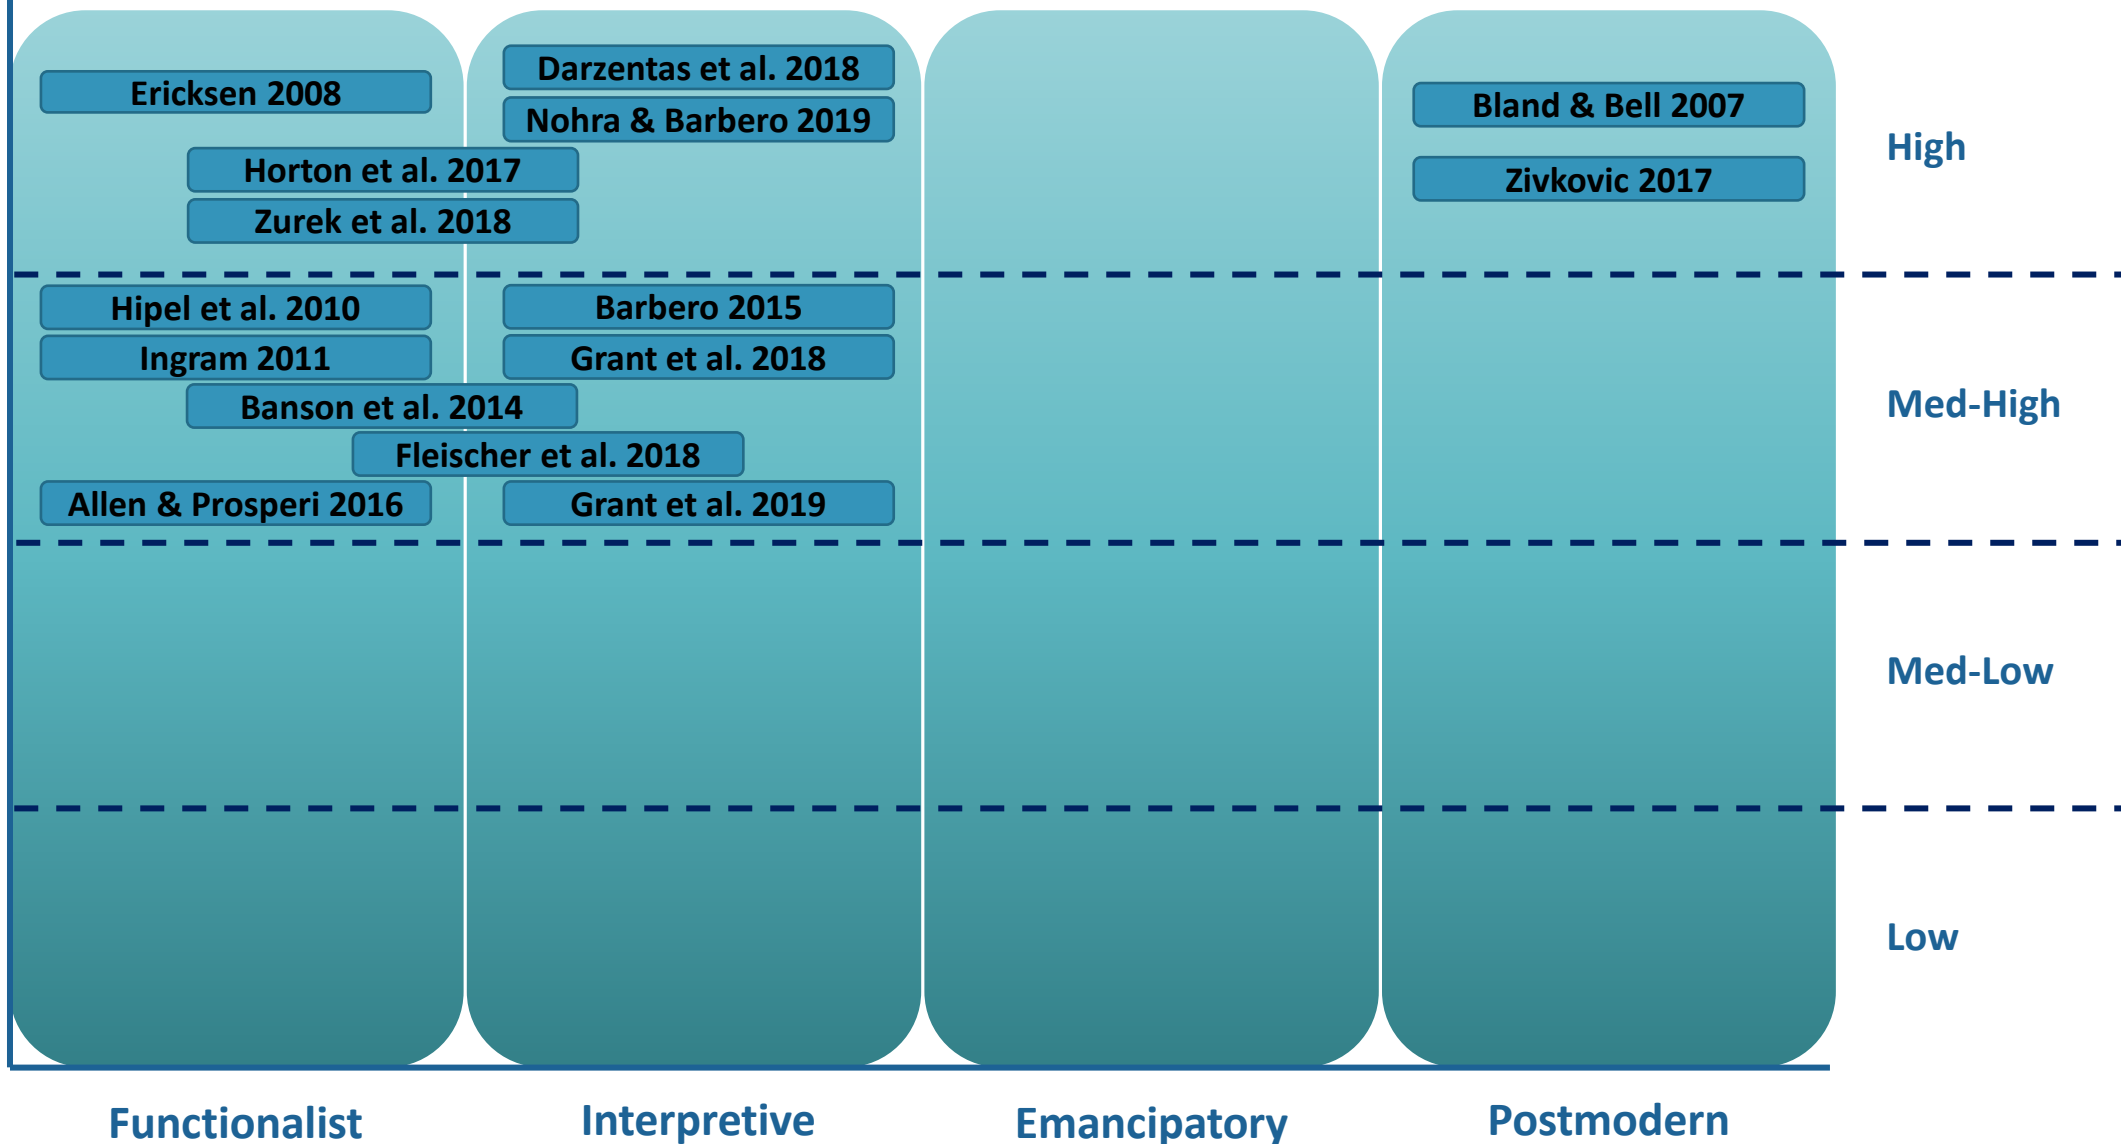 Darzentas et al. 2018
Ericksen 2008
Bland & Bell 2007
Nohra & Barbero 2019
High
Horton et al. 2017
Zivkovic 2017
Zurek et al. 2018
Hipel et al. 2010
Barbero 2015
Ingram 2011
Grant et al. 2018
Banson et al. 2014
Med-High
Fleischer et al. 2018
Allen & Prosperi 2016
Grant et al. 2019
Med-Low
Low
Functionalist
Interpretive
Emancipatory
Postmodern